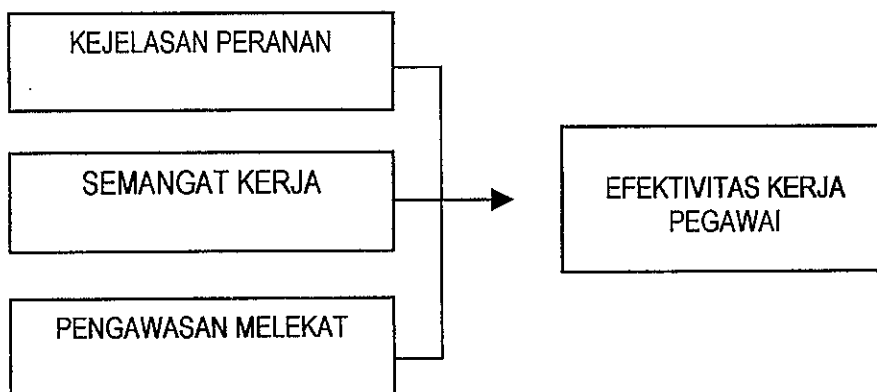 KEJELASAN PERANAN
SEMANGAT KERJA
PENGAWASAN MELEKAT
EFEKTIVITAS KERJA
PEGAWAI